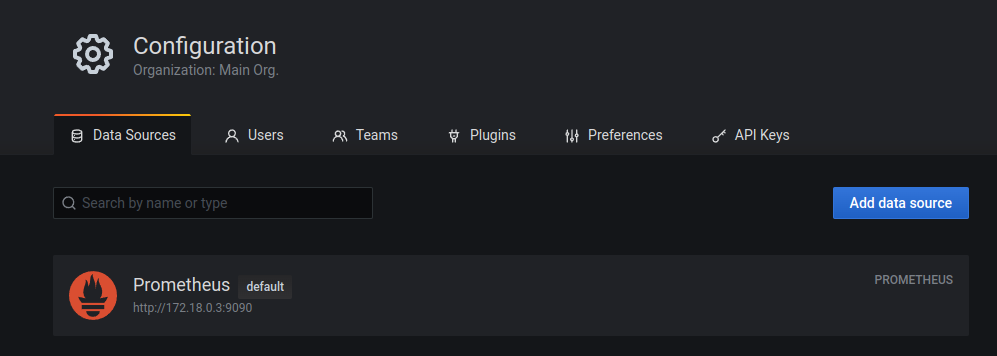 Configuration
Organization: Main Org.
Data Sources Users Teams Plugins Preferences API Keys
Search by name or type Add data source
Prometheus default PROMETHEUS
http://172.18.0.3:9090